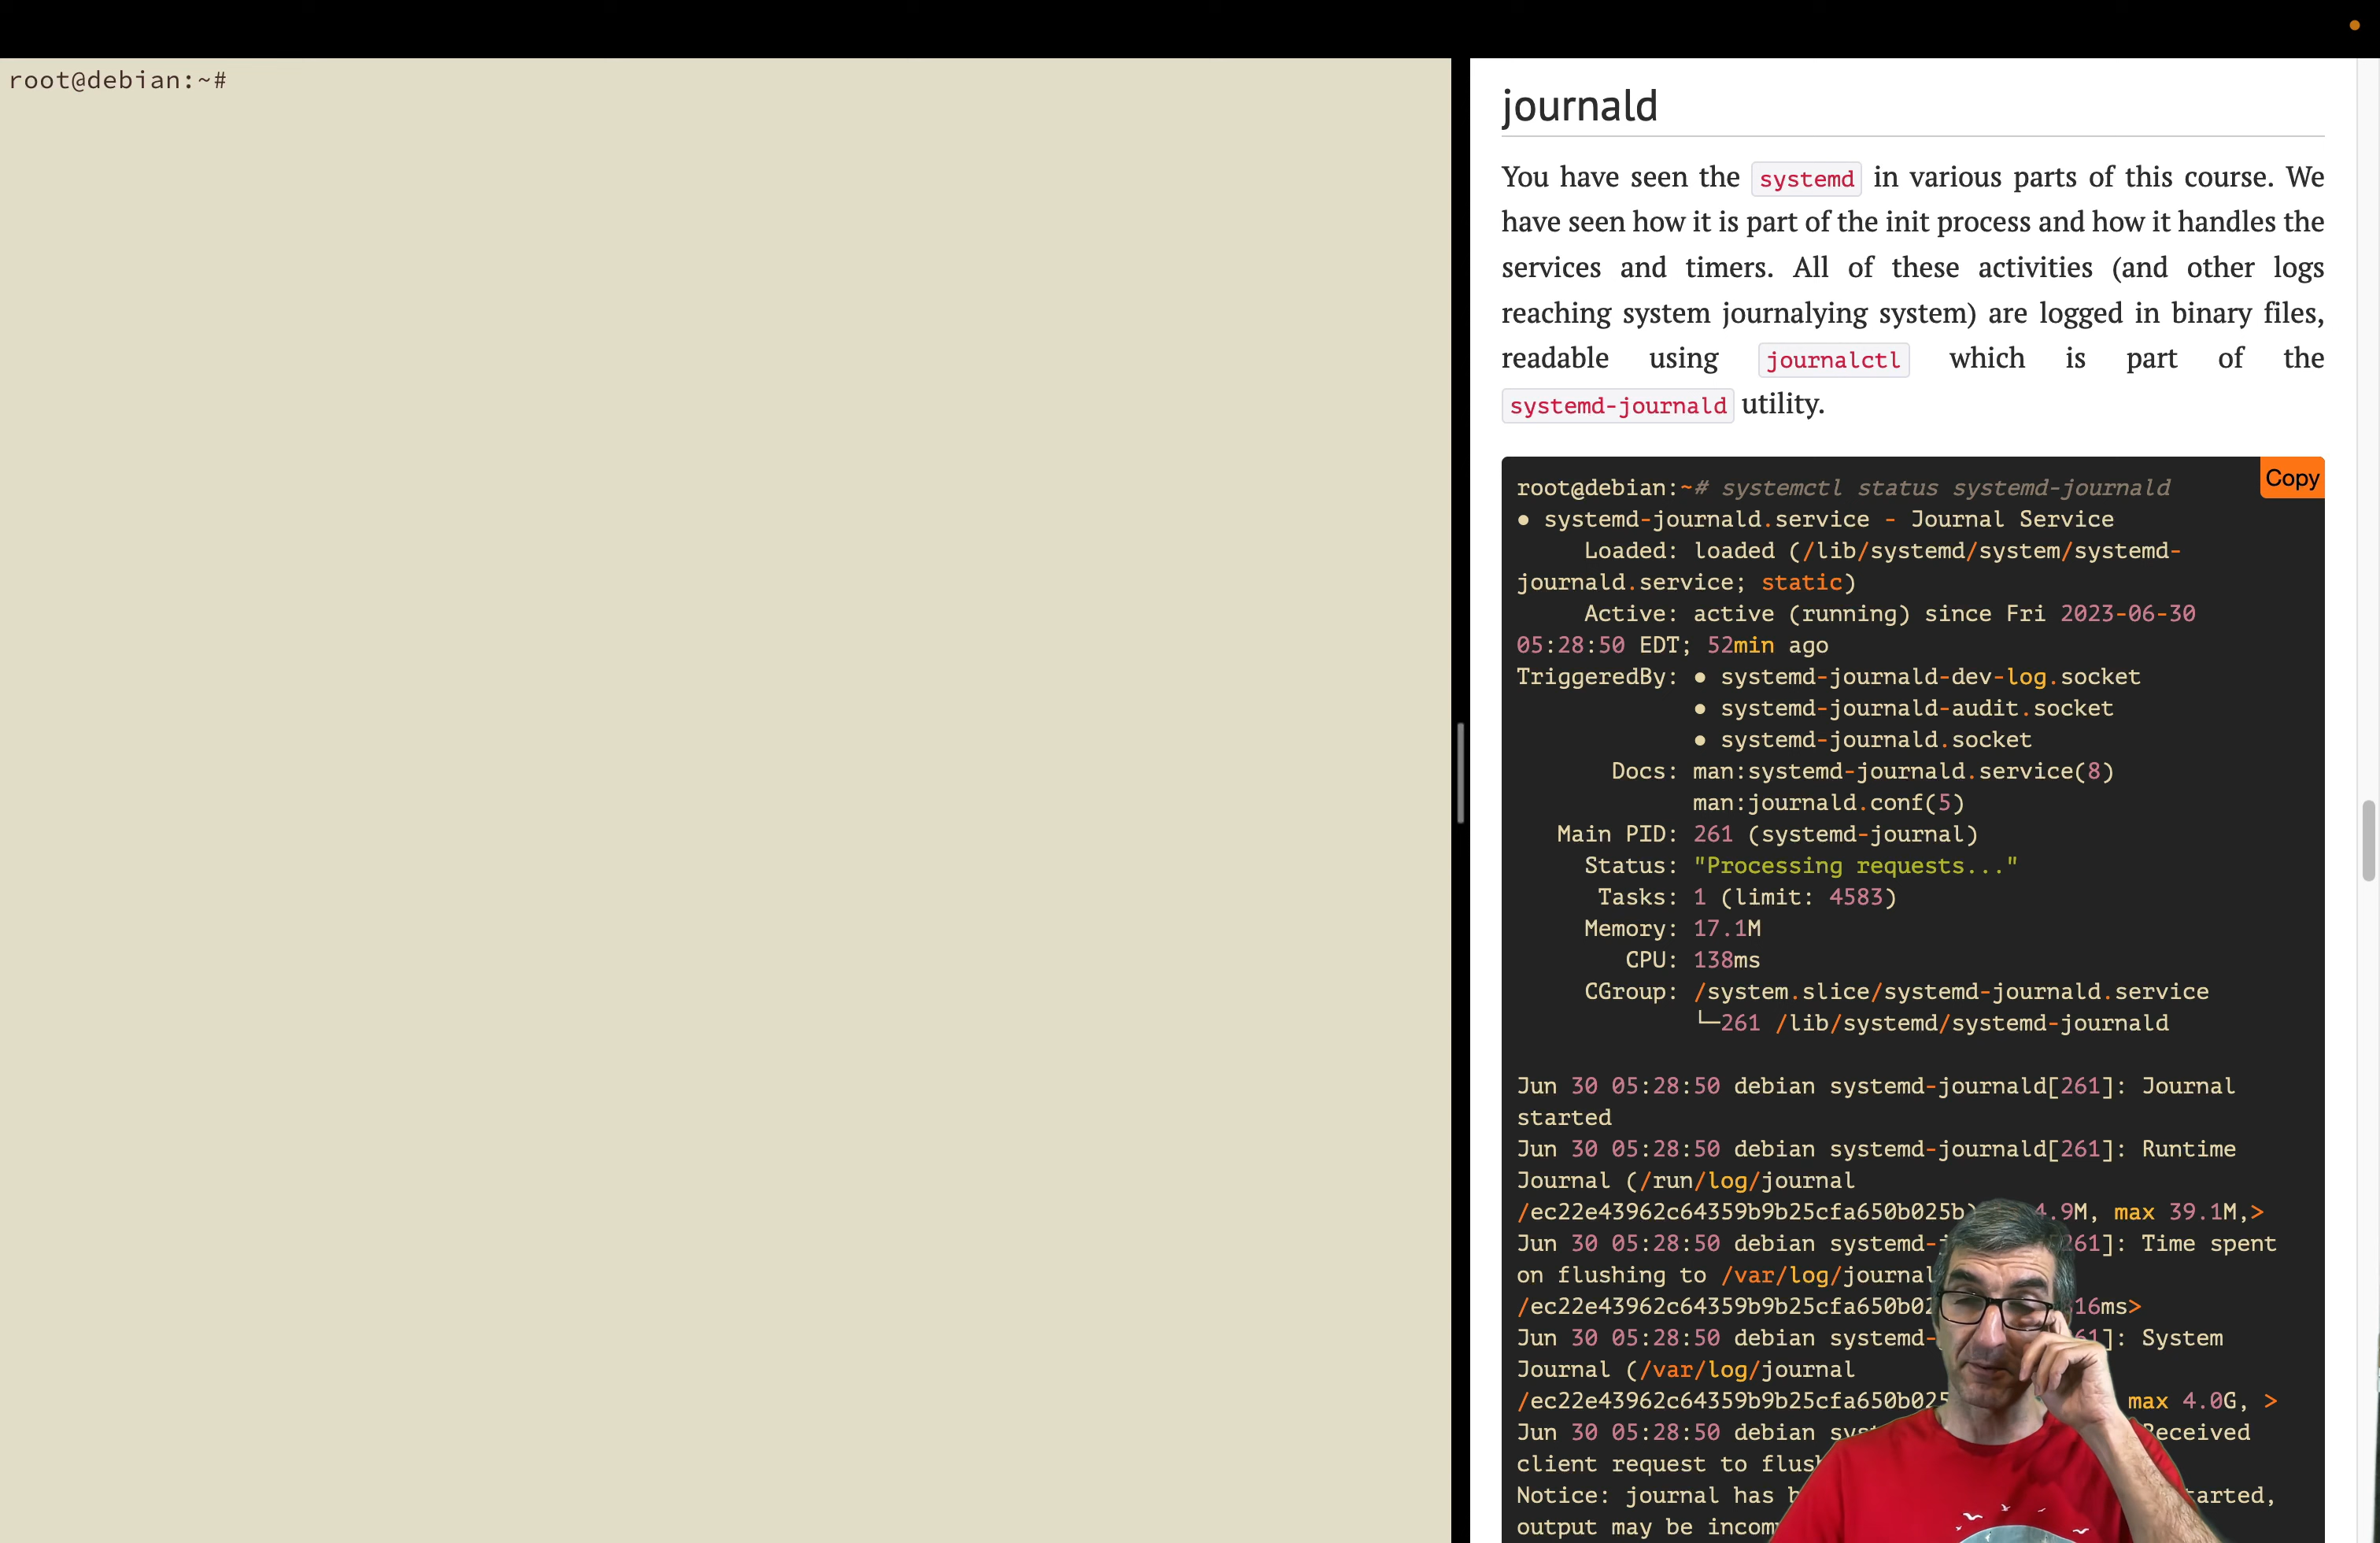 root@debian:~#
journald
You have seen the systemd in various parts of this course. We
have seen how it is part of the init process and how it handles the
services and timers. All of these activities (and other logs
reaching system journalying system) are logged in binary files,
readable using journalctl which is part of the
systemd-journald utility.
Copy
root@debian:~# systemctl status systemd-journald
● systemd-journald.service - Journal Service
Loaded: loaded (/lib/systemd/system/systemd-
journald.service; static)
Active: active (running) since Fri 2023-06-30
05:28:50 EDT; 52min ago
TriggeredBy: ● systemd-journald-dev-log.socket
● systemd-journald-audit.socket
● systemd-journald.socket
Docs: man:systemd-journald.service(8)
man:journald.conf(5)
Main PID: 261 (systemd-journal)
Status: "Processing requests..."
Tasks: 1 (limit: 4583)
Memory: 17.1M
CPU: 138ms
CGroup: /system.slice/systemd-journald.service
└─261 /lib/systemd/systemd-journald
Jun 30 05:28:50 debian systemd-journald[261]: Journal
started
Jun 30 05:28:50 debian systemd-journald[261]: Runtime
Journal (/run/log/journal
/ec22e43962c64359b9b25cfa650b025b) 4.9M, max 39.1M,>
Jun 30 05:28:50 debian systemd- 261]: Time spent
on flushing to /var/log/journal
/ec22e43962c64359b9b25cfa650b02 16ms>
Jun 30 05:28:50 debian systemd- 61]: System
Journal (/var/log/journal
/ec22e43962c64359b9b25cfa650b025 max 4.0G, >
Jun 30 05:28:50 debian sys Received
client request to flus
Notice: journal has b tarted,
output may be incom